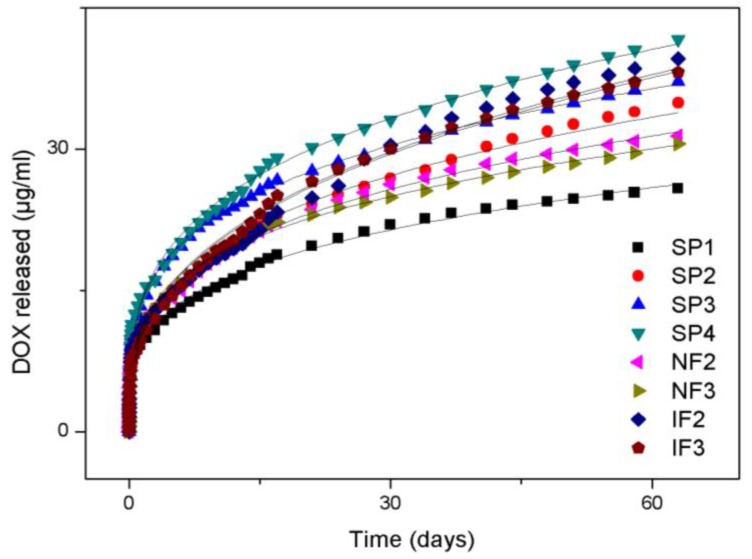 DOX released (µg/ml)
30
0
SP1
SP2
SP3
SP4
NF2
NF3
IF2
IF3
0
30
60
Time (days)